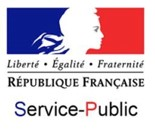 Liberté • Égalité • Fraternité
RÉPUBLIQUE FRANÇAISE
Service-Public